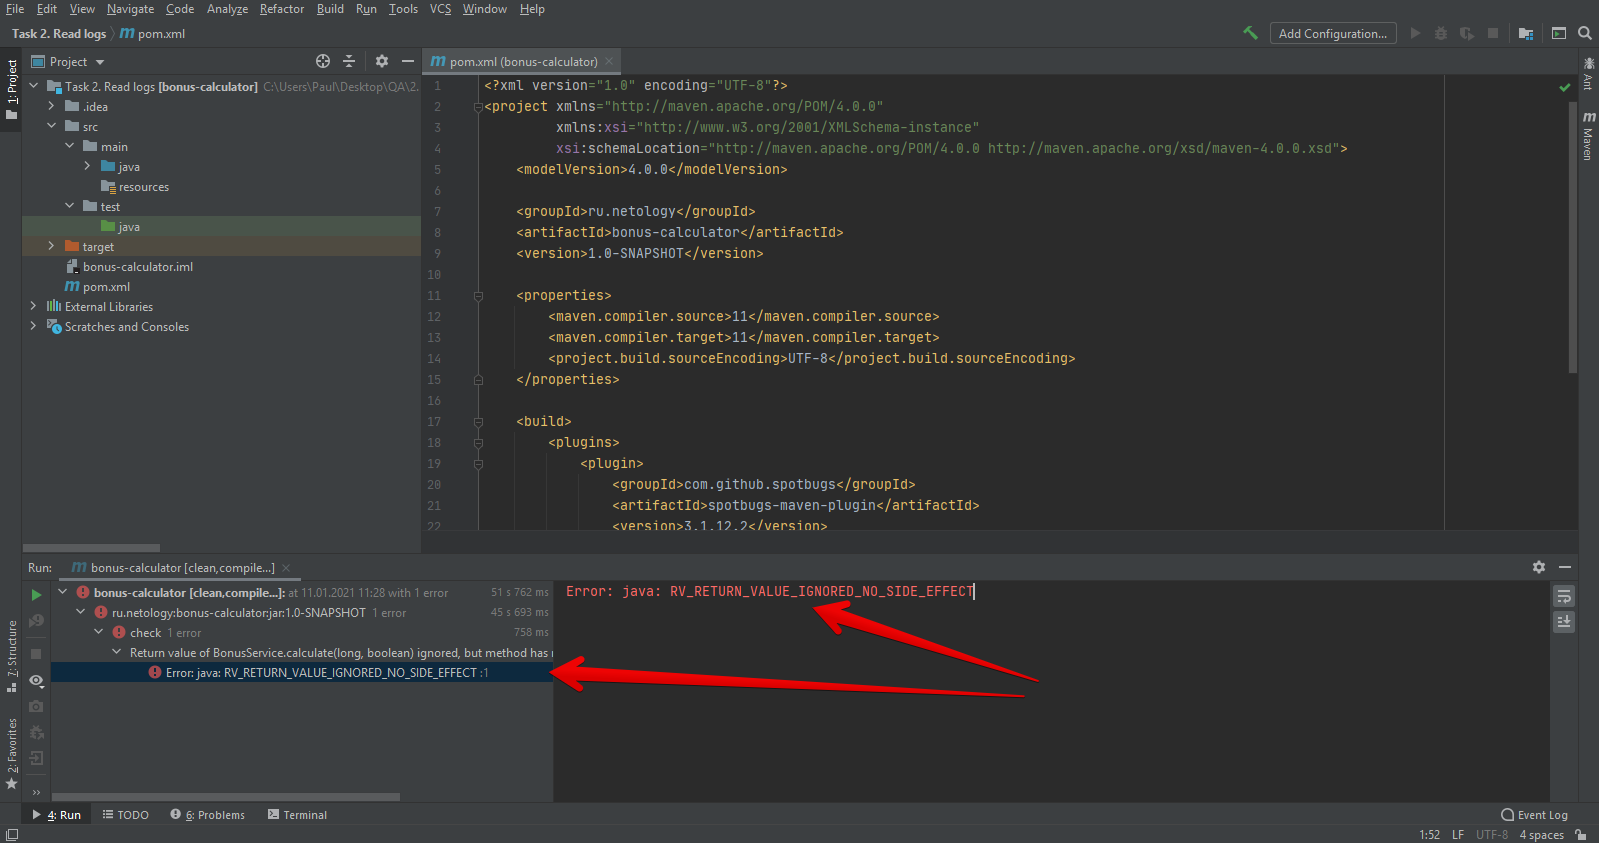 File Edit View Navigate Code Analyze Refactor Build Run Tools VCS Window Help
Task 2. Read logs pom.xml
Add Configuration...
1: Project
Project
pom.xml (bonus-calculator)
Task 2. Read logs [bonus-calculator] C:\Users\Paul\Desktop\QA\2.
.idea
src
main
java
resources
test
java
target
bonus-calculator.iml
pom.xml
External Libraries
Scratches and Consoles
1 <?xml version="1.0" encoding="UTF-8"?>
2 <project xmlns="http://maven.apache.org/POM/4.0.0"
3 xmlns:xsi="http://www.w3.org/2001/XMLSchema-instance"
4 xsi:schemaLocation="http://maven.apache.org/POM/4.0.0 http://maven.apache.org/xsd/maven-4.0.0.xsd">
5 <modelVersion>4.0.0</modelVersion>
6
7 <groupId>ru.netology</groupId>
8 <artifactId>bonus-calculator</artifactId>
9 <version>1.0-SNAPSHOT</version>
10
11 <properties>
12 <maven.compiler.source>11</maven.compiler.source>
13 <maven.compiler.target>11</maven.compiler.target>
14 <project.build.sourceEncoding>UTF-8</project.build.sourceEncoding>
15 </properties>
16
17 <build>
18 <plugins>
19 <plugin>
20 <groupId>com.github.spotbugs</groupId>
21 <artifactId>spotbugs-maven-plugin</artifactId>
22 <version>3.1.12.2</version>
Ant
Maven
Run: bonus-calculator [clean,compile...]
bonus-calculator [clean,compile...]: at 11.01.2021 11:28 with 1 error 51 s 762 ms
ru.netology:bonus-calculator:jar:1.0-SNAPSHOT 1 error 45 s 693 ms
check 1 error 758 ms
Return value of BonusService.calculate(long, boolean) ignored, but method has
Error: java: RV_RETURN_VALUE_IGNORED_NO_SIDE_EFFECT :1
Error: java: RV_RETURN_VALUE_IGNORED_NO_SIDE_EFFECT
7: Structure
2: Favorites
4: Run TODO 6: Problems Terminal Event Log
1:52 LF UTF-8 4 spaces